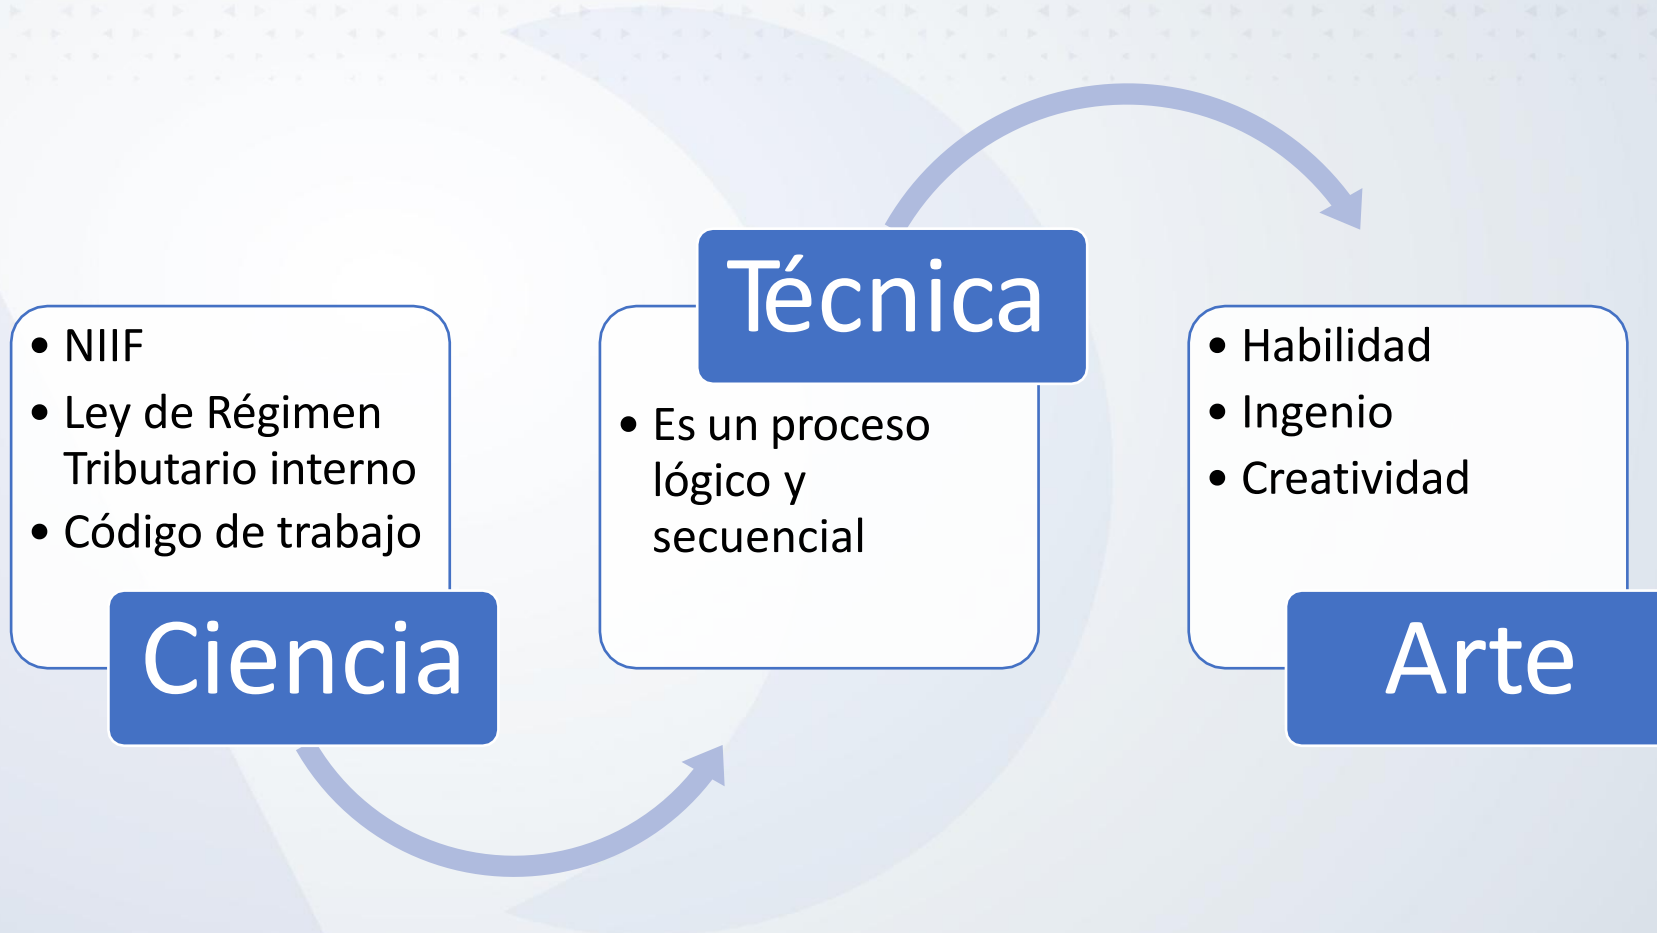 • NIIF
• Ley de Régimen
Tributario interno
• Código de trabajo
Ciencia
Técnica
• Es un proceso
lógico y
secuencial
• Habilidad
• Ingenio
• Creatividad
Arte